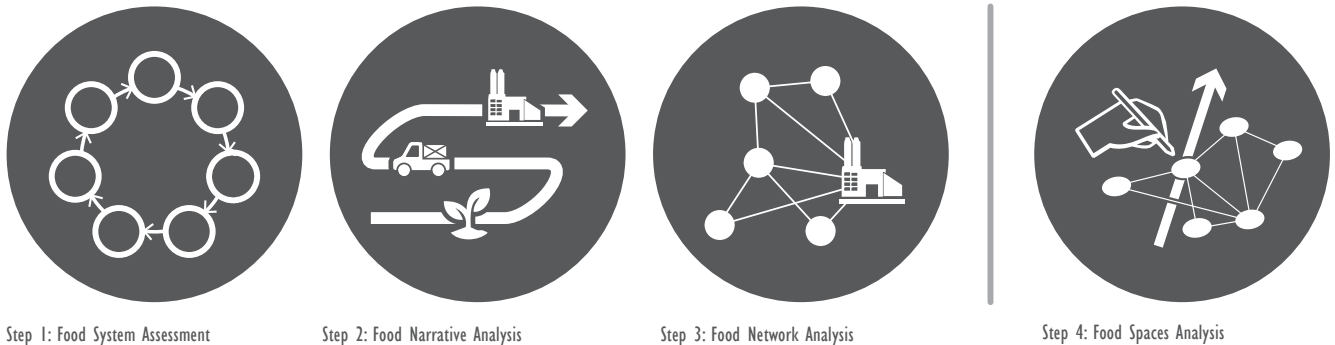 Step 1: Food System Assessment
Step 2: Food Narrative Analysis
Step 3: Food Network Analysis
Step 4: Food Spaces Analysis